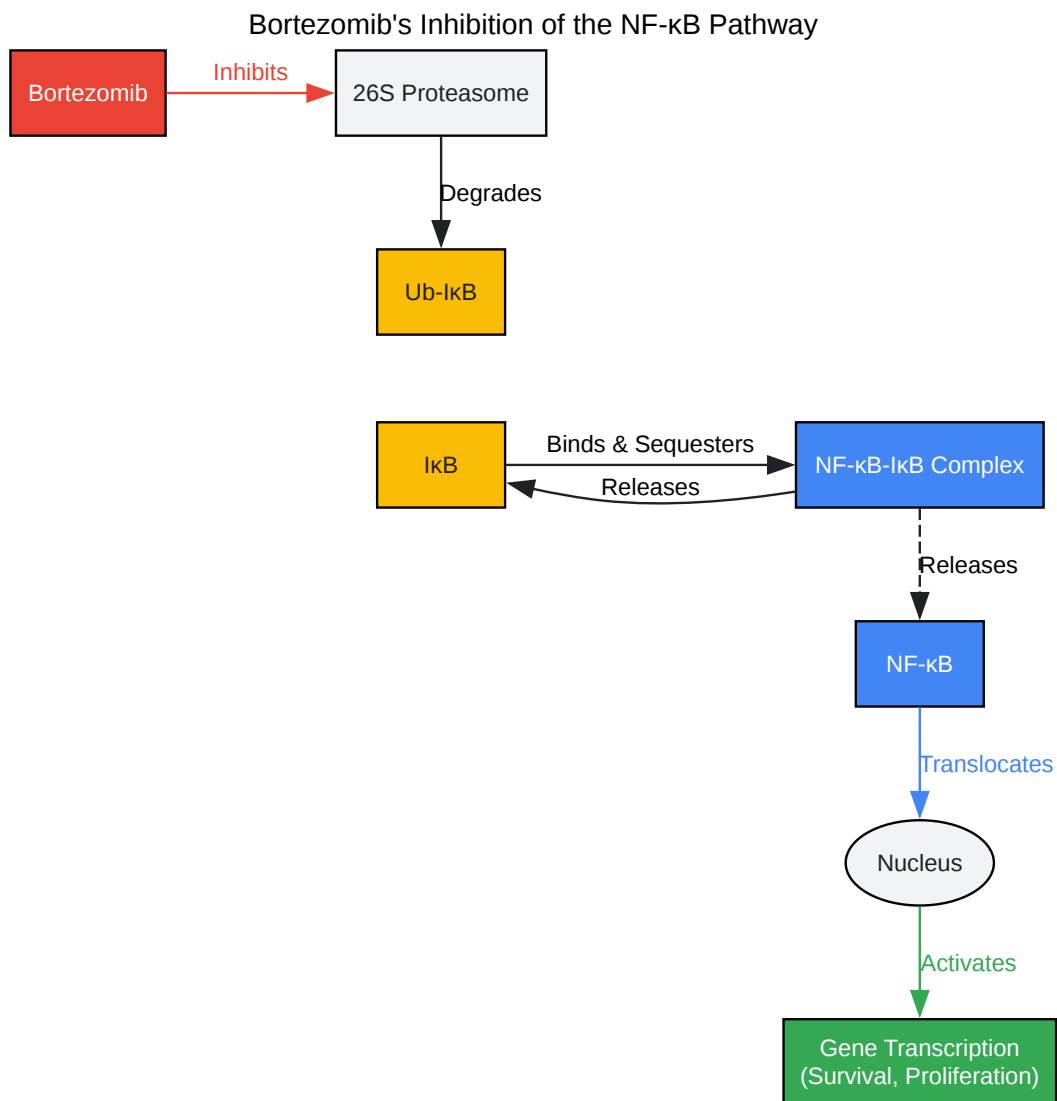 Bortezomib's Inhibition of the NF-κB Pathway
Bortezomib
Inhibits
26S Proteasome
Degrades
Ub-IκB
IκB
Binds & Sequesters
Releases
NF-κB-IκB Complex
Releases
NF-κB
Translocates
Nucleus
Activates
Gene Transcription
(Survival, Proliferation)